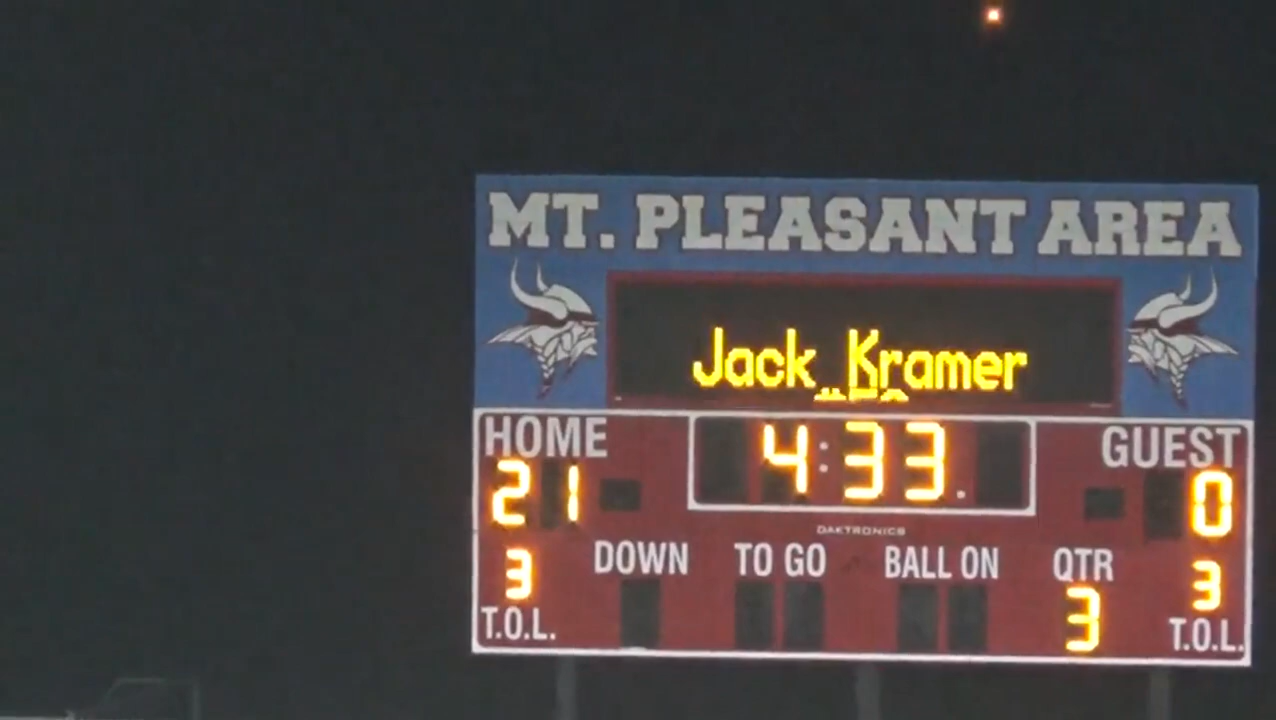 MT. PLEASANT AREA
Jack Kramer
HOME 4:33 GUEST
21 0
DAKTRONICS
DOWN TO GO BALL ON QTR
3 3 3
T.O.L. T.O.L.